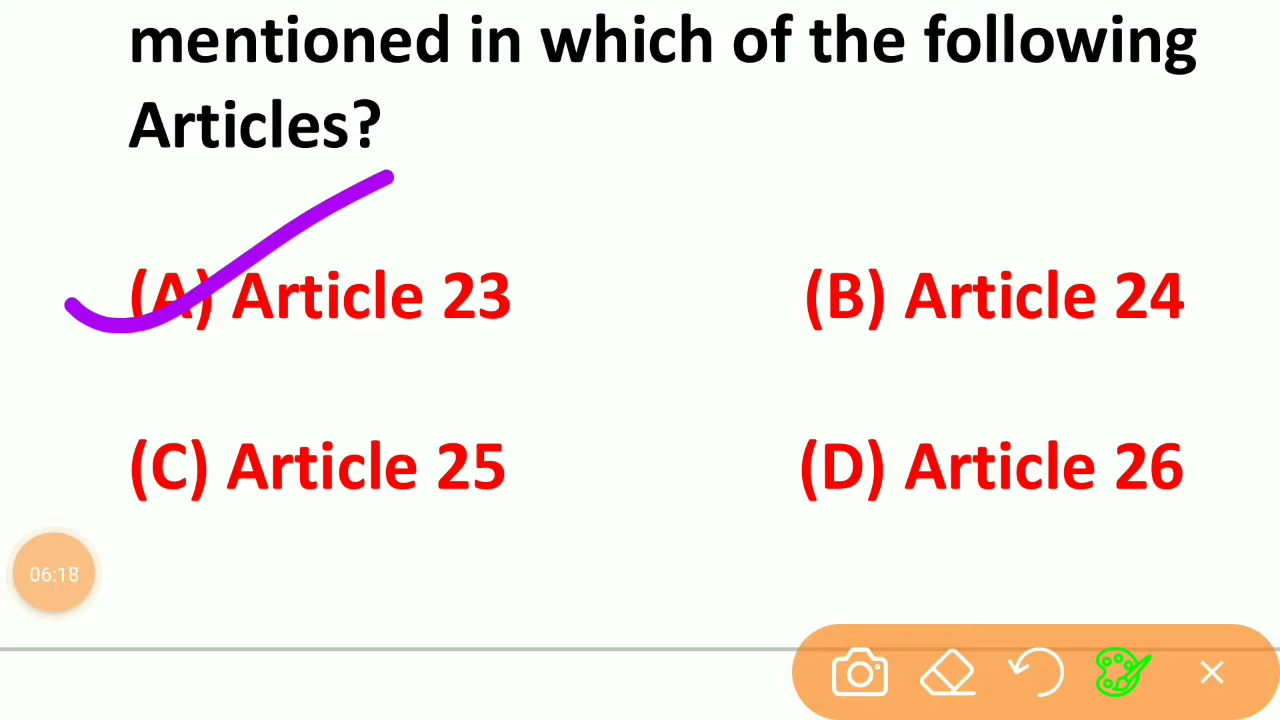 mentioned in which of the following
Articles?
(A) Article 23 (B) Article 24
(C) Article 25 (D) Article 26
06:18